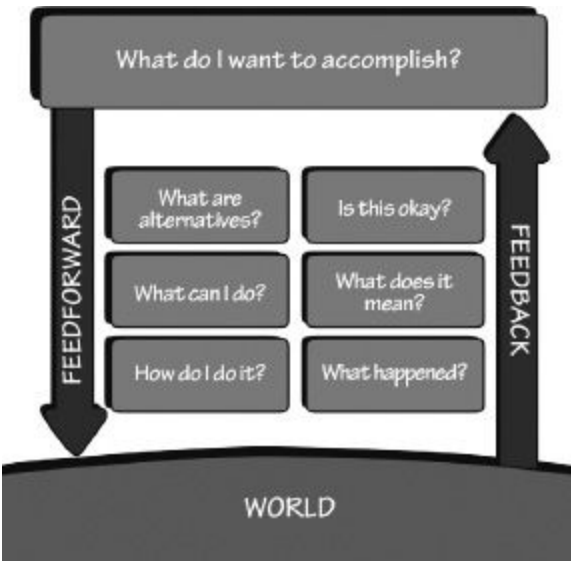 What do I want to accomplish?
FEEDFORWARD
What are
alternatives?
What can I do?
How do I do it?
Is this okay?
What does it
mean?
What happened?
FEEDBACK
WORLD